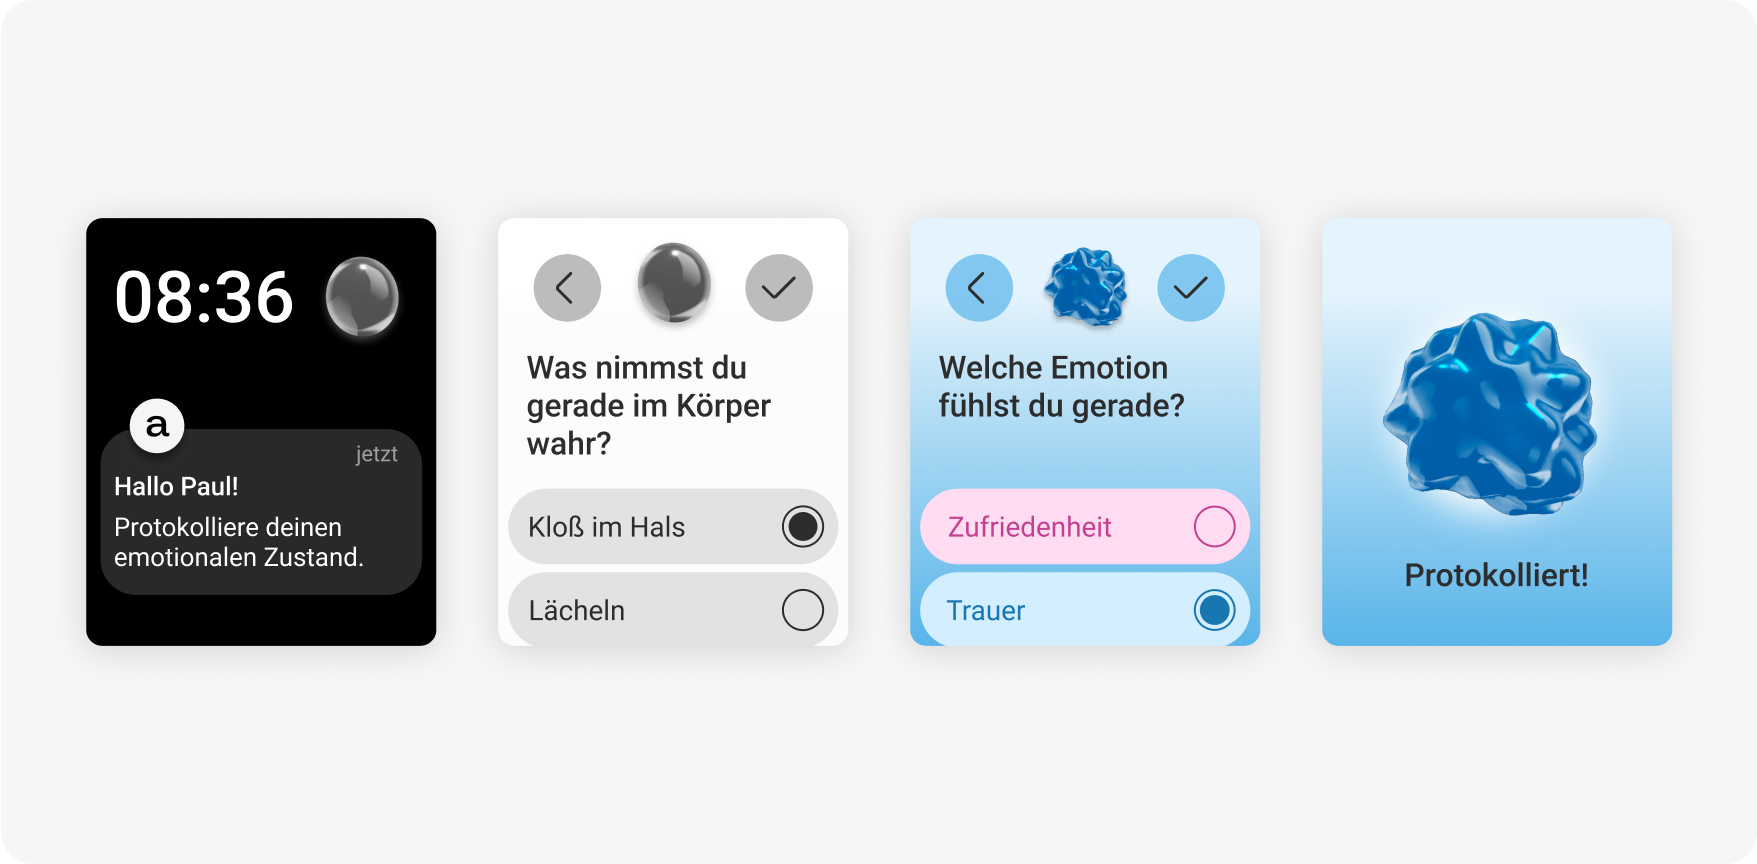 08:36
a
jetzt
Hallo Paul!
Protokolliere deinen
emotionalen Zustand.
Was nimmst du
gerade im Körper
wahr?
Kloß im Hals
Lächeln
Welche Emotion
fühlst du gerade?
Zufriedenheit
Trauer
Protokolliert!